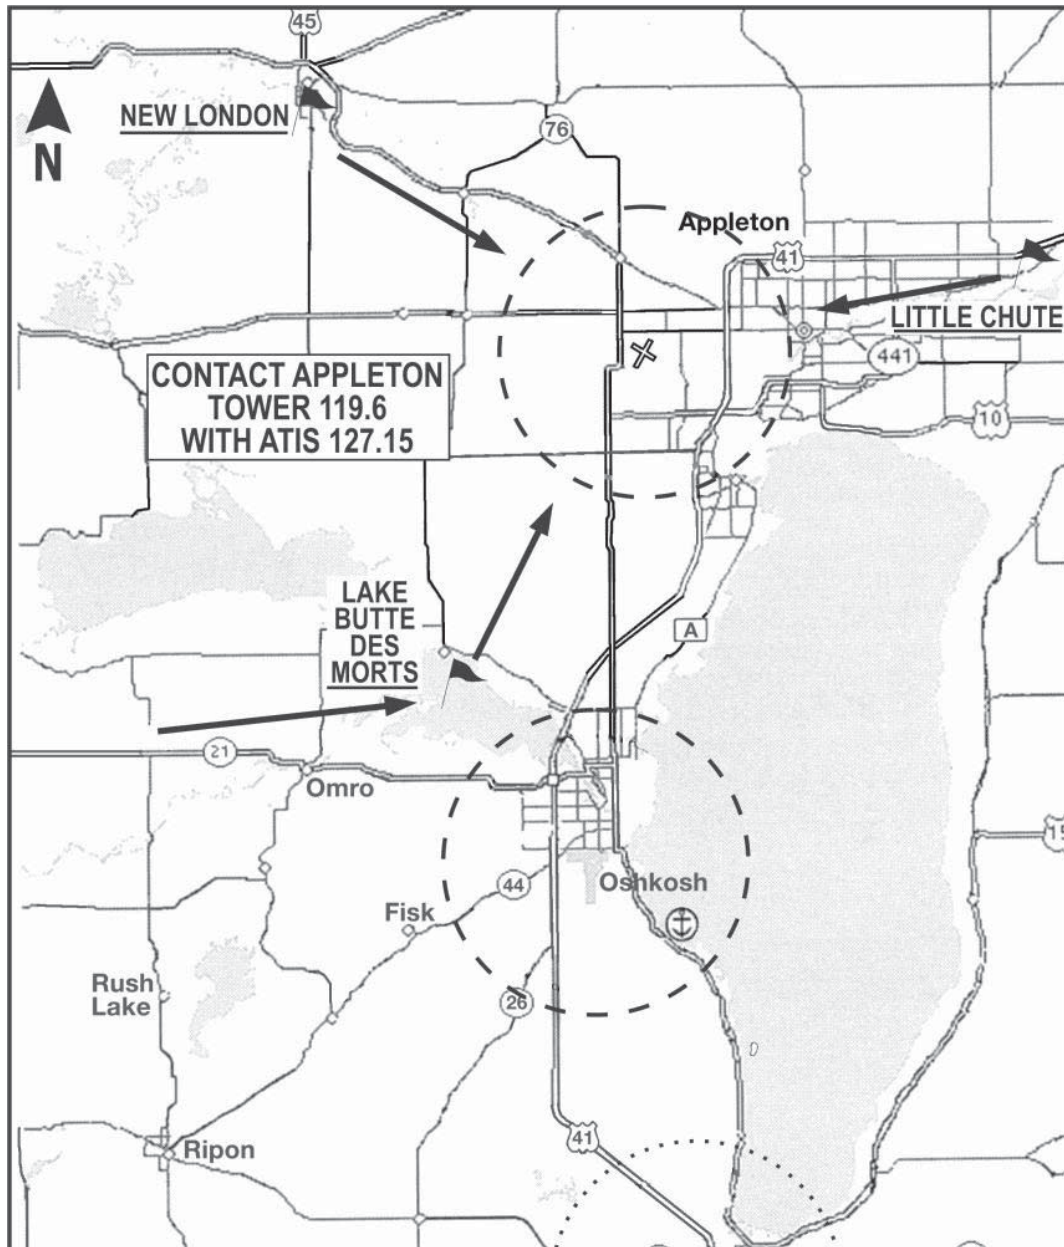 45
NEW LONDON
N
76
Appleton
41
LITTLE CHUTE
441
CONTACT APPLETON
TOWER 119.6
WITH ATIS 127.15
10
LAKE
BUTTE
DES
MORTS
A
21
Omro
15
44
Oshkosh
Fisk
Rush
Lake
26
41
Ripon